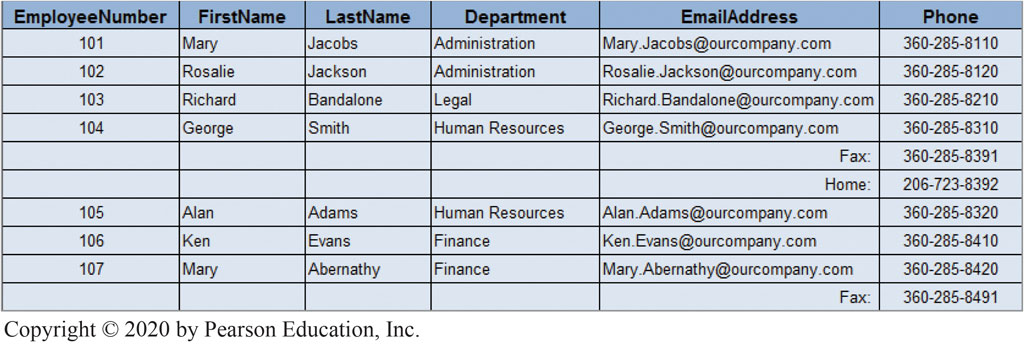 EmployeeNumber FirstName LastName Department EmailAddress Phone
101 Mary Jacobs Administration Mary.Jacobs@ourcompany.com 360-285-8110
102 Rosalie Jackson Administration Rosalie.Jackson@ourcompany.com 360-285-8120
103 Richard Bandalone Legal Richard.Bandalone@ourcompany.com 360-285-8210
104 George Smith Human Resources George.Smith@ourcompany.com 360-285-8310
Fax: 360-285-8391
Home: 206-723-8392
105 Alan Adams Human Resources Alan.Adams@ourcompany.com 360-285-8320
106 Ken Evans Finance Ken.Evans@ourcompany.com 360-285-8410
107 Mary Abernathy Finance Mary.Abernathy@ourcompany.com 360-285-8420
Fax: 360-285-8491
Copyright © 2020 by Pearson Education, Inc.